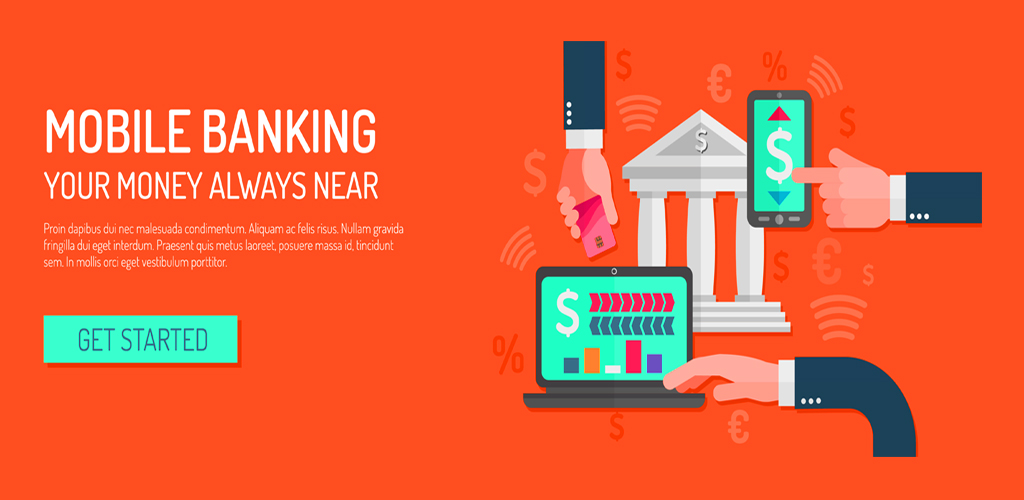 MOBILE BANKING
YOUR MONEY ALWAYS NEAR
Proin dapibus dui nec malesuada condimentum. Aliquam ac felis risus. Nullam gravida
fringilla dui eget interdum. Praesent quis metus laoreet, posuere massa id, tincidunt
sem. In mollis orci eget vestibulum porttitor.
GET STARTED